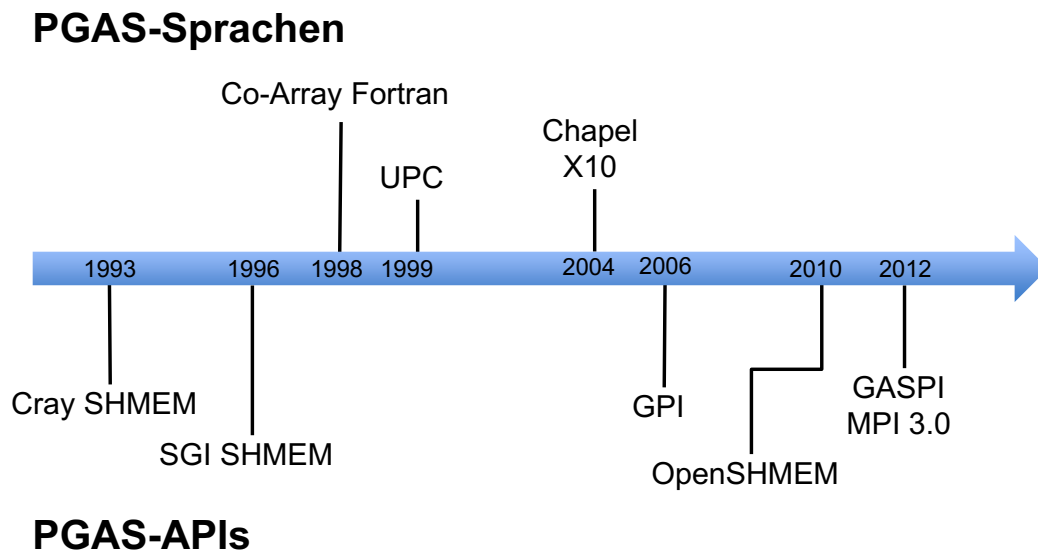 PGAS-Sprachen
Co-Array Fortran
Chapel
X10
UPC
1993
1996
1998
1999
2004
2006
2010
2012
Cray SHMEM
SGI SHMEM
GPI
GASPI
MPI 3.0
OpenSHMEM
PGAS-APIs